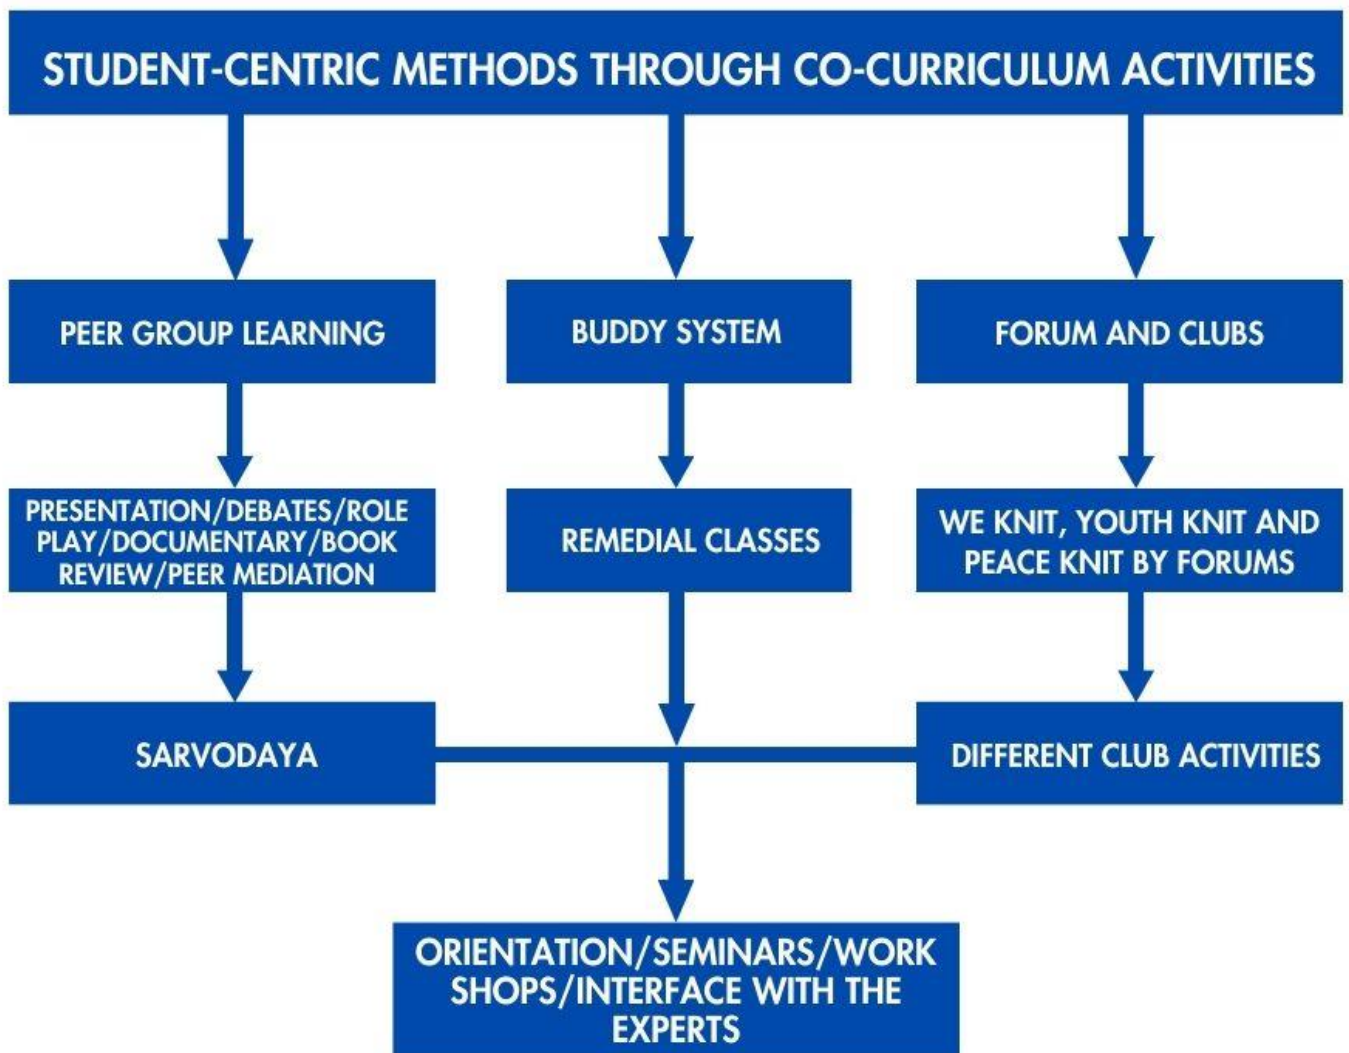 STUDENT-CENTRIC METHODS THROUGH CO-CURRICULUM ACTIVITIES
PEER GROUP LEARNING
BUDDY SYSTEM
FORUM AND CLUBS
PRESENTATION/DEBATES/ROLE
PLAY/DOCUMENTARY/BOOK
REVIEW/PEER MEDIATION
REMEDIAL CLASSES
WE KNIT, YOUTH KNIT AND
PEACE KNIT BY FORUMS
SARVODAYA
DIFFERENT CLUB ACTIVITIES
ORIENTATION/SEMINARS/WORK
SHOPS/INTERFACE WITH THE
EXPERTS